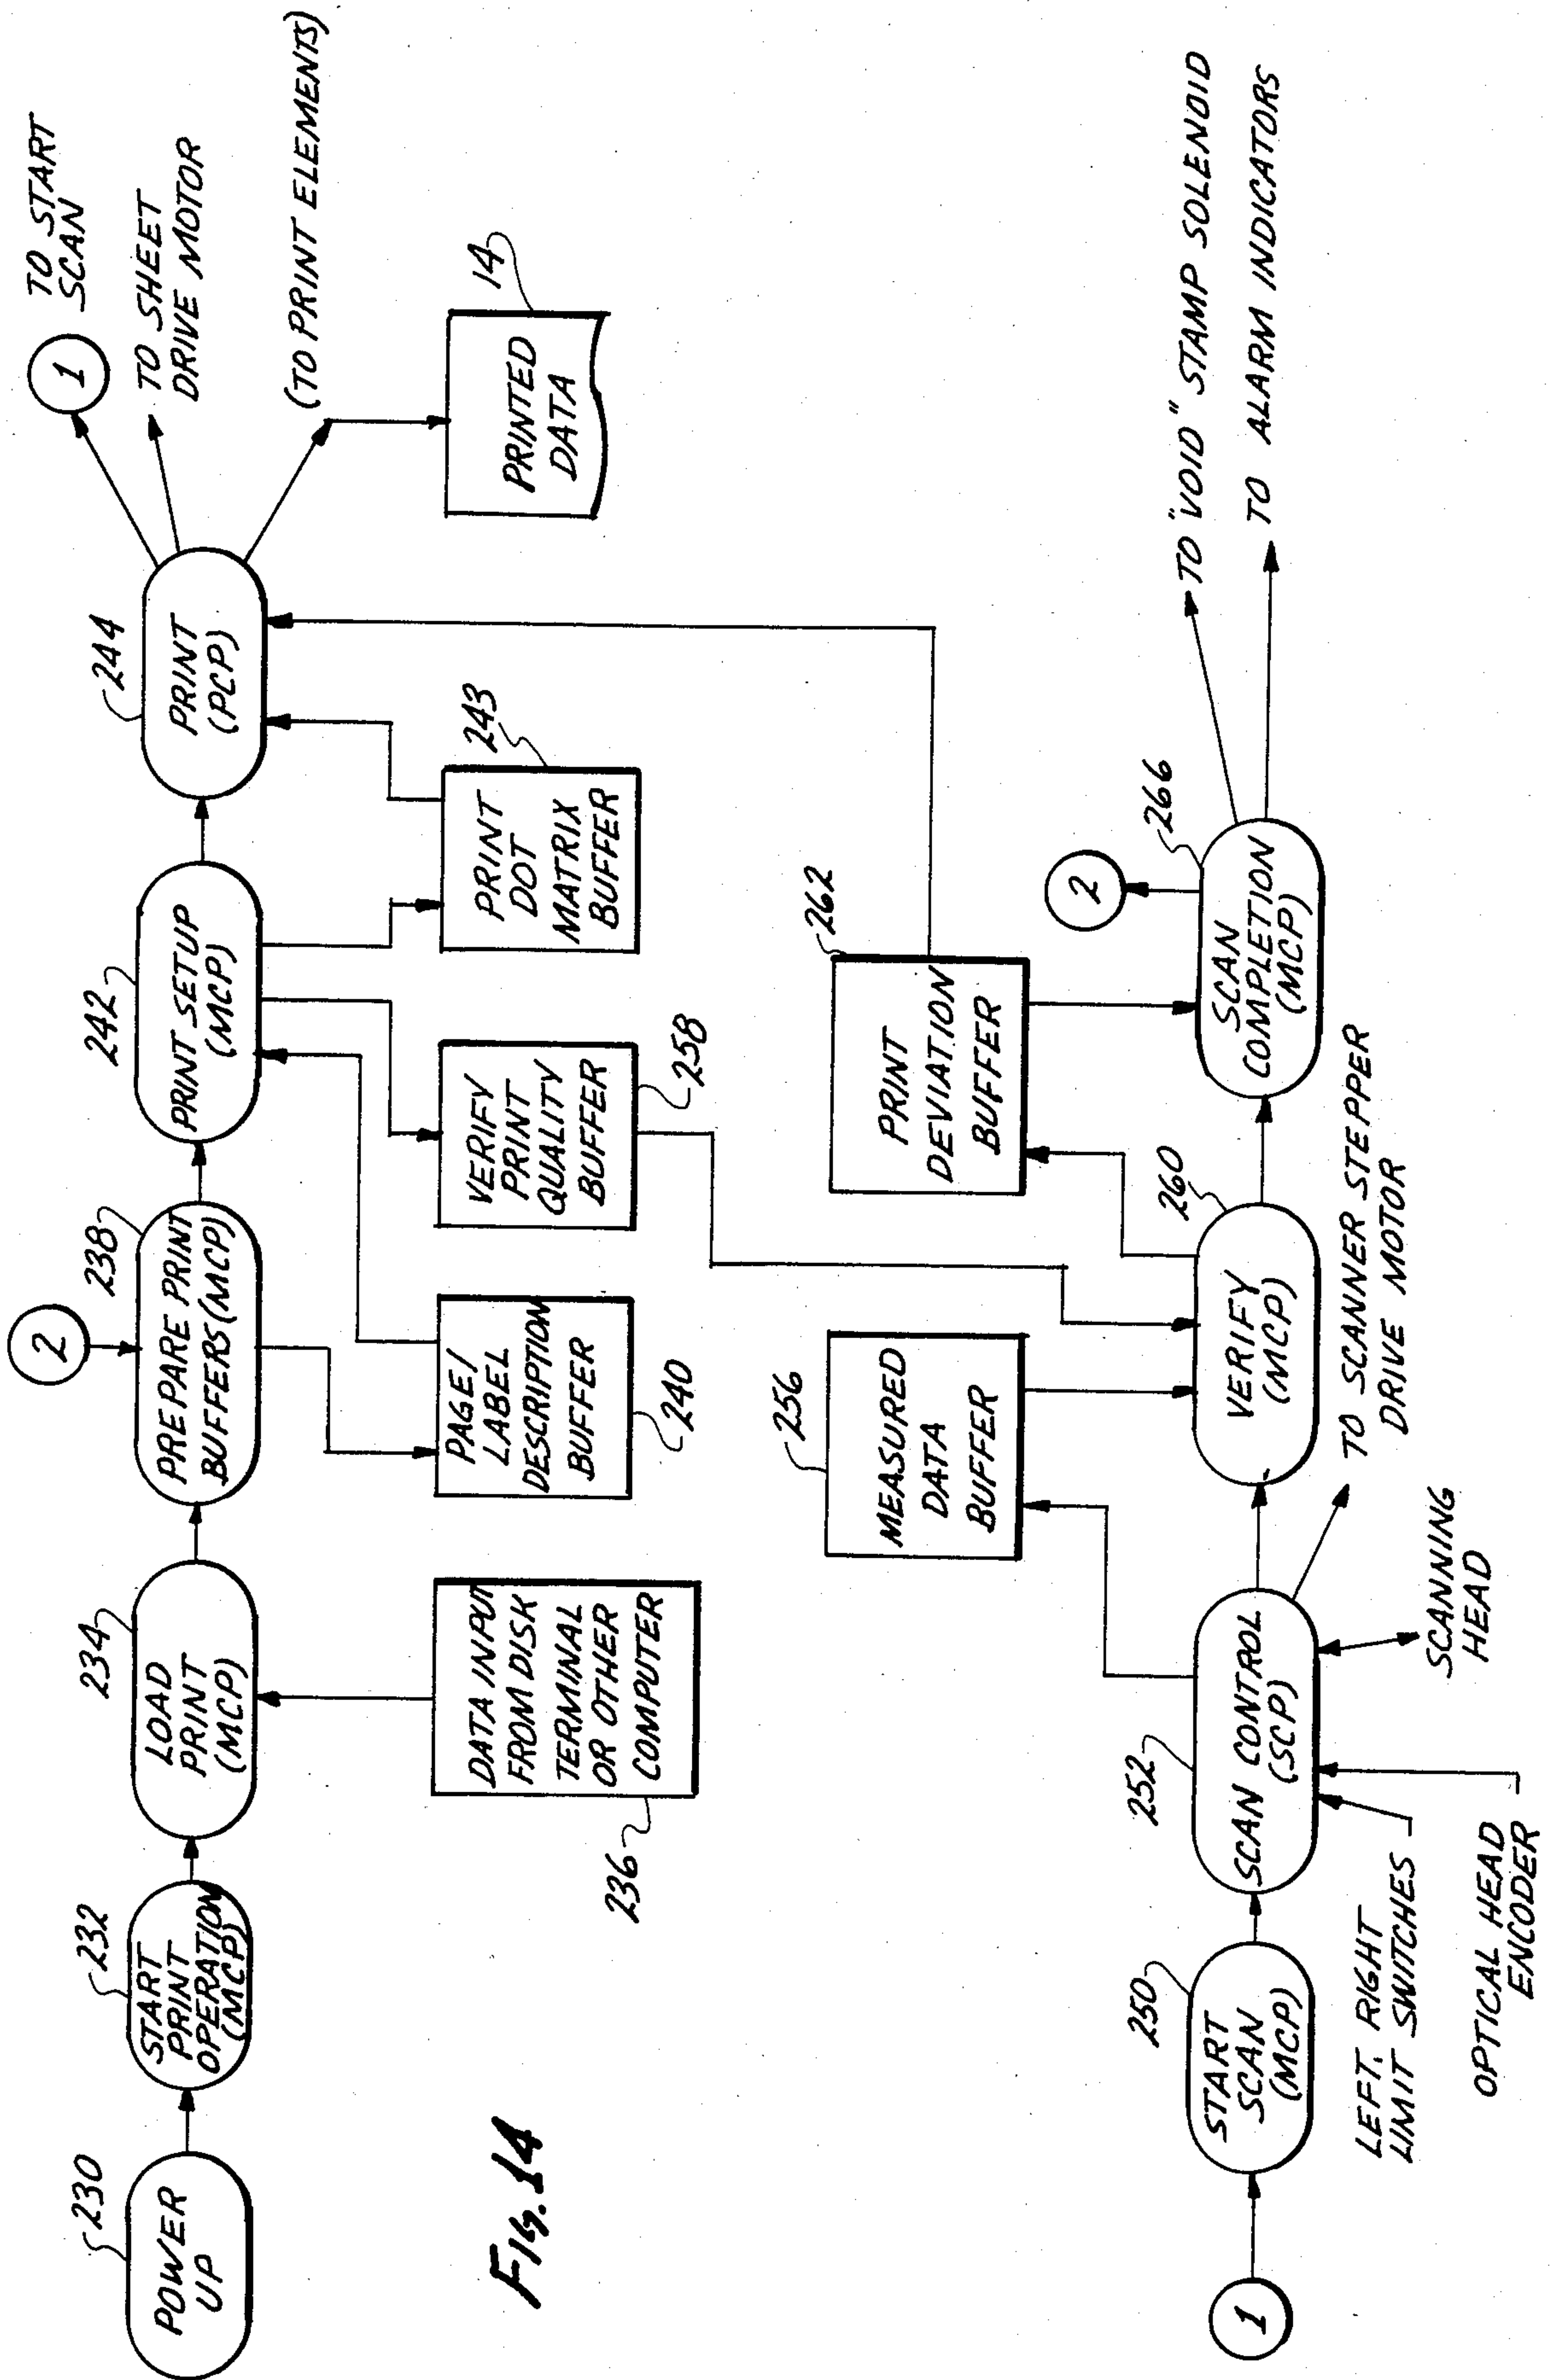 230
POWER
UP
232
START
PRINT
OPERATION
(MCP)
234
LOAD
PRINT
(MCP)
DATA INPUT
FROM DISK
TERMINAL
OR OTHER
COMPUTER
236
2
238
PREPARE PRINT
BUFFERS (MCP)
PAGE/
LABEL
DESCRIPTION
BUFFER
240
242
PRINT SETUP
(MCP)
VERIFY
PRINT
QUALITY
BUFFER
258
PRINT
DOT
MATRIX
BUFFER
243
244
PRINT
(PCP)
1
TO START
SCAN
TO SHEET
DRIVE MOTOR
(TO PRINT ELEMENTS)
PRINTED
DATA
14
Fig. 14
1
250
START
SCAN
(MCP)
252
SCAN CONTROL
(SCP)
LEFT, RIGHT
LIMIT SWITCHES
OPTICAL HEAD
ENCODER
SCANNING
HEAD
TO SCANNER STEPPER
DRIVE MOTOR
256
MEASURED
DATA
BUFFER
260
VERIFY
(MCP)
262
PRINT
DEVIATION
BUFFER
2
266
SCAN
COMPLETION
(MCP)
TO "VOID" STAMP SOLENOID
TO ALARM INDICATORS